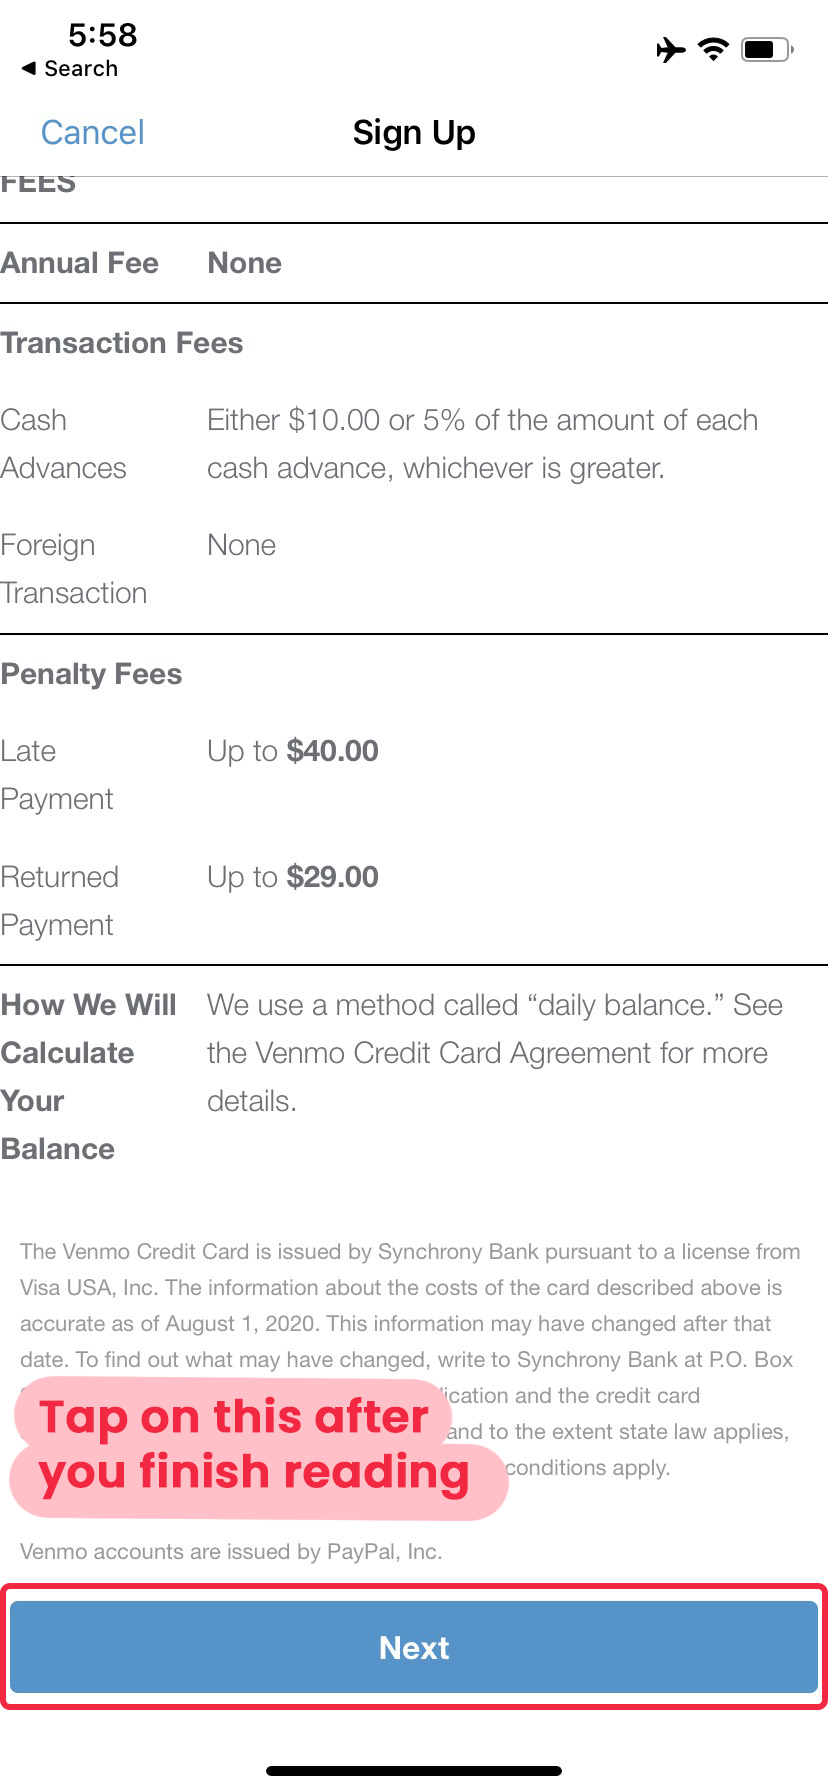 5:58
Search
Cancel
Sign Up
FEES
Annual Fee None
Transaction Fees
Cash Either $10.00 or 5% of the amount of each
Advances cash advance, whichever is greater.
Foreign None
Transaction
Penalty Fees
Late Up to $40.00
Payment
Returned Up to $29.00
Payment
How We Will We use a method called “daily balance.” See
Calculate the Venmo Credit Card Agreement for more
Your details.
Balance
The Venmo Credit Card is issued by Synchrony Bank pursuant to a license from
Visa USA, Inc. The information about the costs of the card described above is
accurate as of August 1, 2020. This information may have changed after that
date. To find out what may have changed, write to Synchrony Bank at P.O. Box
and the credit card
Tap on this after
and to the extent state law applies,
you finish reading
conditions apply.
Venmo accounts are issued by PayPal, Inc.
Next